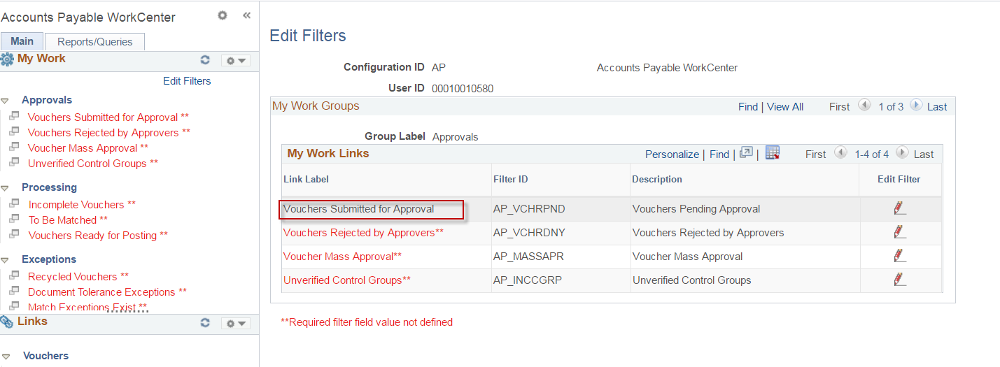 Accounts Payable WorkCenter
Main
Reports/Queries
My Work
Edit Filters
Approvals
Vouchers Submitted for Approval **
Vouchers Rejected by Approvers **
Voucher Mass Approval **
Unverified Control Groups **
Processing
Incomplete Vouchers **
To Be Matched **
Vouchers Ready for Posting **
Exceptions
Recycled Vouchers **
Document Tolerance Exceptions **
Match Exceptions Exist **
Links
Vouchers
Edit Filters
Configuration ID AP Accounts Payable WorkCenter
User ID 00010010580
My Work Groups Find | View All First 1 of 3 Last
Group Label Approvals
My Work Links Personalize | Find | | First 1-4 of 4 Last
Link Label Filter ID Description Edit Filter
Vouchers Submitted for Approval AP_VCHRPND Vouchers Pending Approval
Vouchers Rejected by Approvers** AP_VCHRDNY Vouchers Rejected by Approvers
Voucher Mass Approval** AP_MASSAPR Voucher Mass Approval
Unverified Control Groups** AP_INCCGRP Unverified Control Groups
**Required filter field value not defined